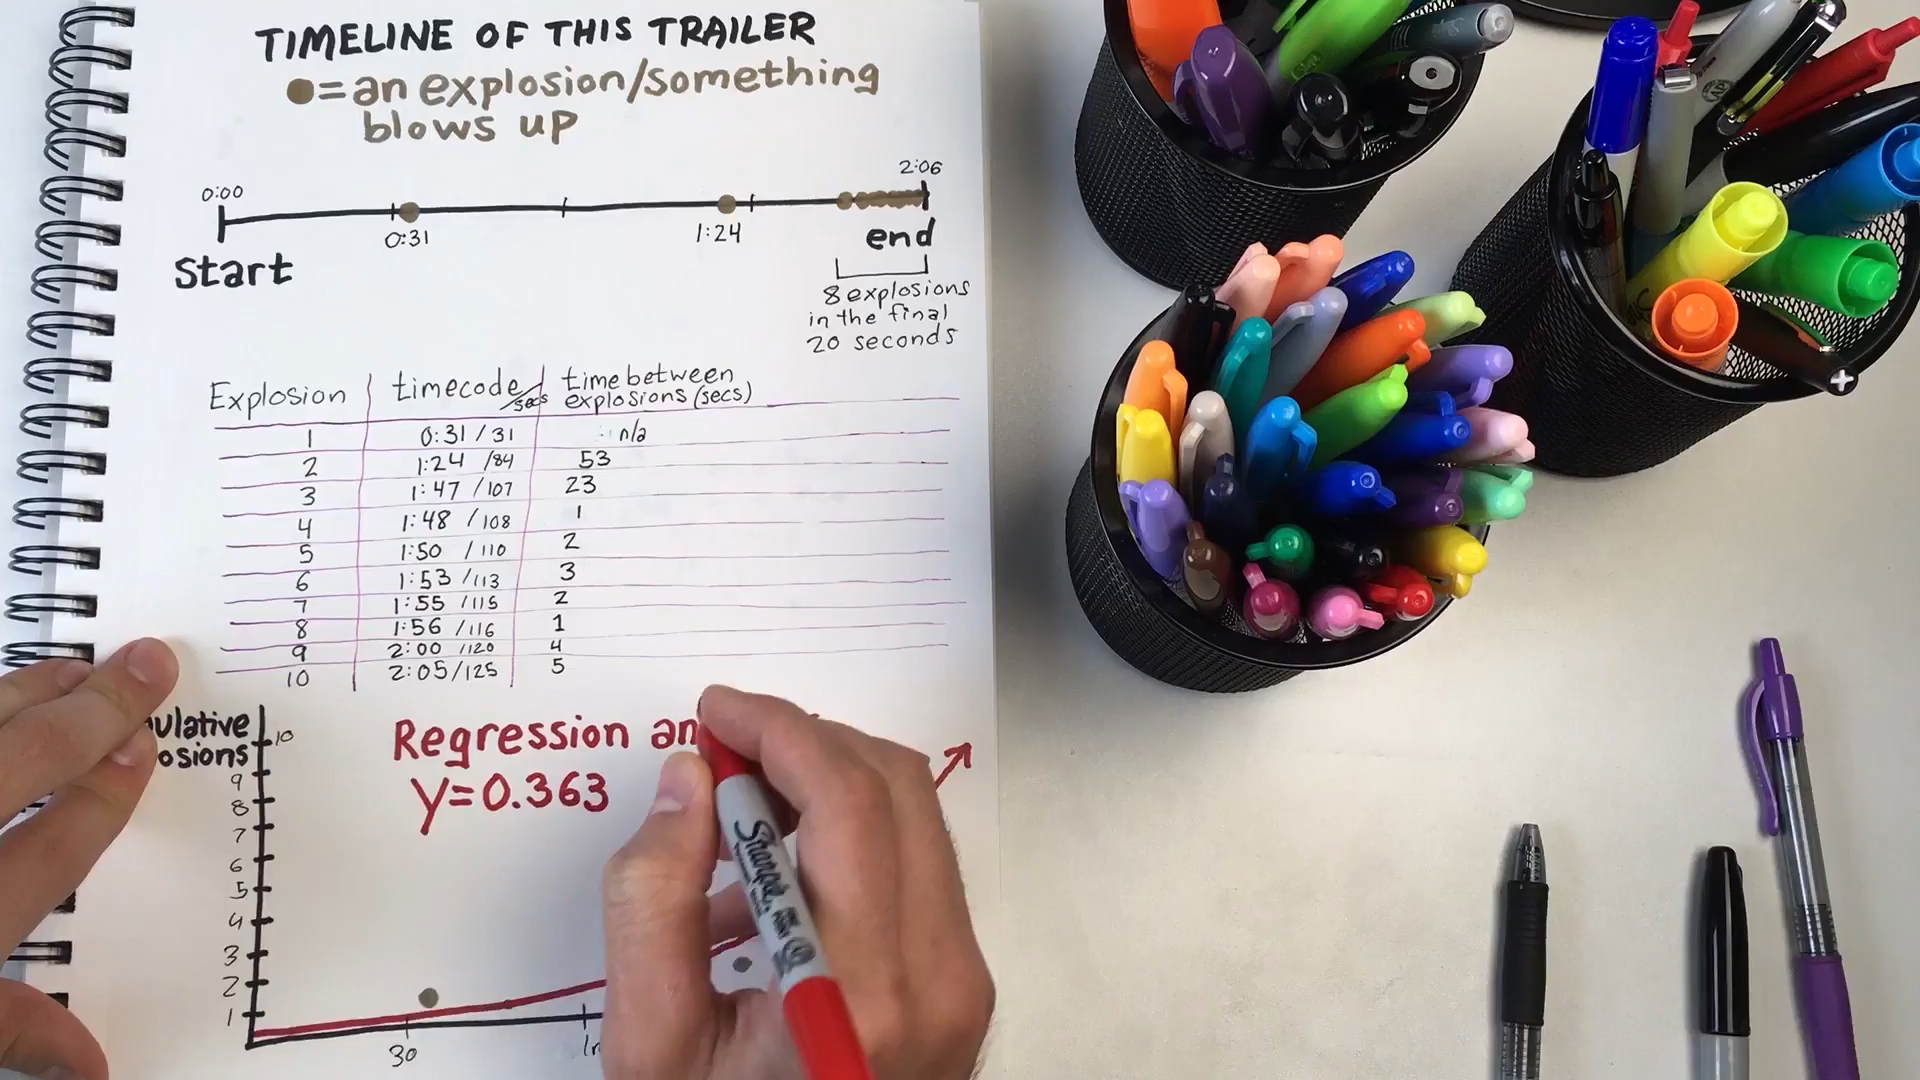 TIMELINE OF THIS TRAILER
= an explosion/something
blows up
0:00
2:06
0:31
1:24
end
Start
8 explosions
in the final
20 seconds
Explosion timecode/secs time between explosions (secs)
1 0:31 / 31 n/a
2 1:24 /84 53
3 1:47 /107 23
4 1:48 /108 1
5 1:50 /110 2
6 1:53 /113 3
7 1:55 /115 2
8 1:56 /116 1
9 2:00 /120 4
10 2:05/125 5
ulative
osions
Regression an
y=0.363
10
9
8
7
6
5
4
3
2
1
30
Sharpie